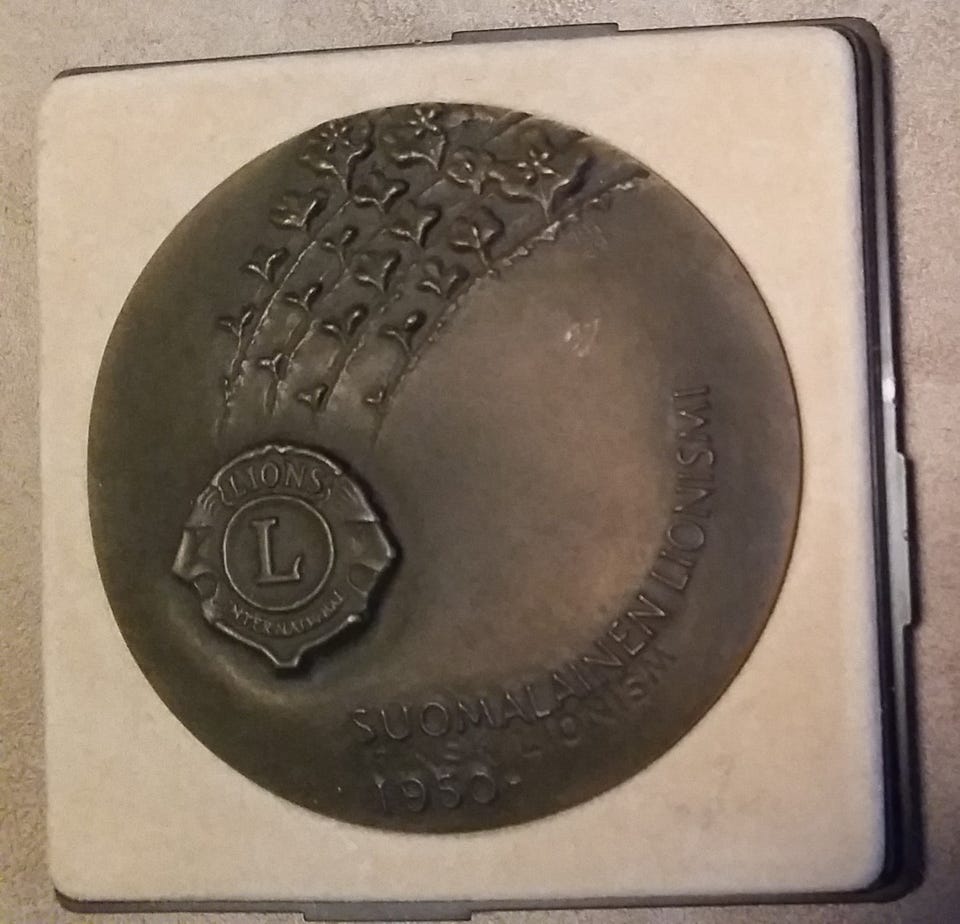 LIONS
L
INTERNATIONAL
SUOMALAINEN LIONISMI
LIONISM
1950-